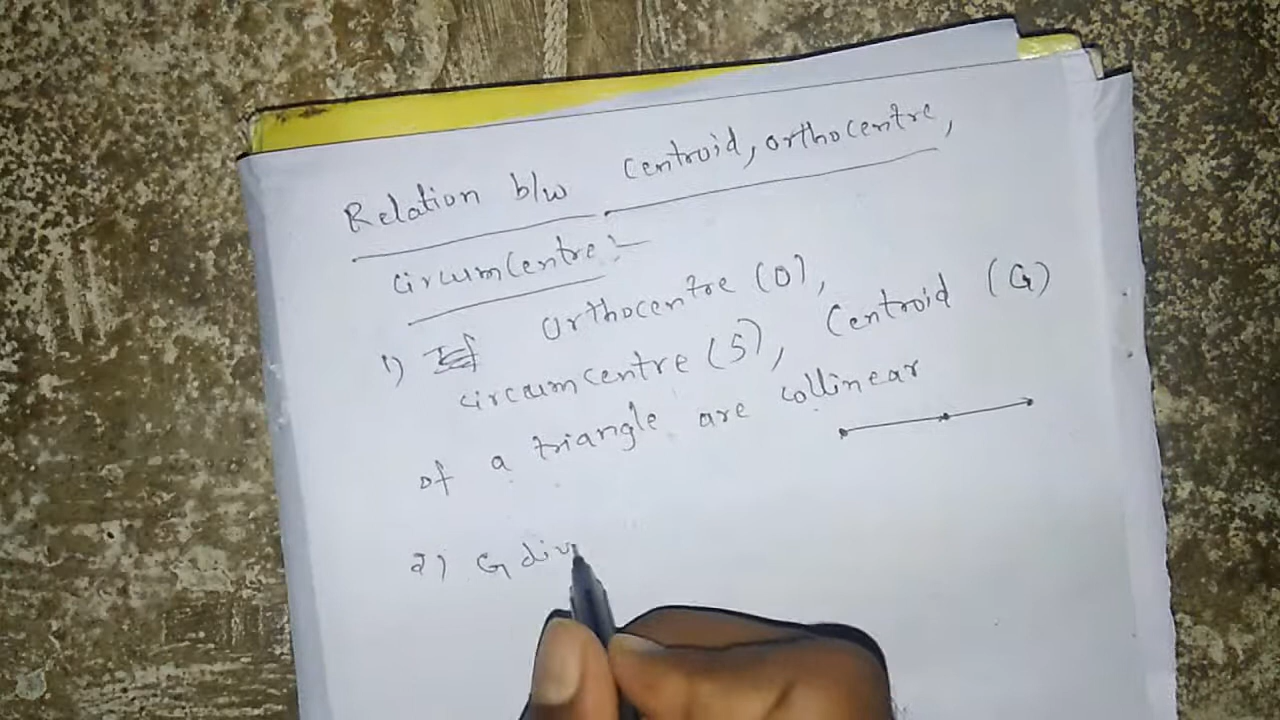 Relation b/w centroid, orthocentre,
circumcentre :-
1) Orthocentre (O),
circumcentre (S), Centroid (G)
of a triangle are collinear
2) G div